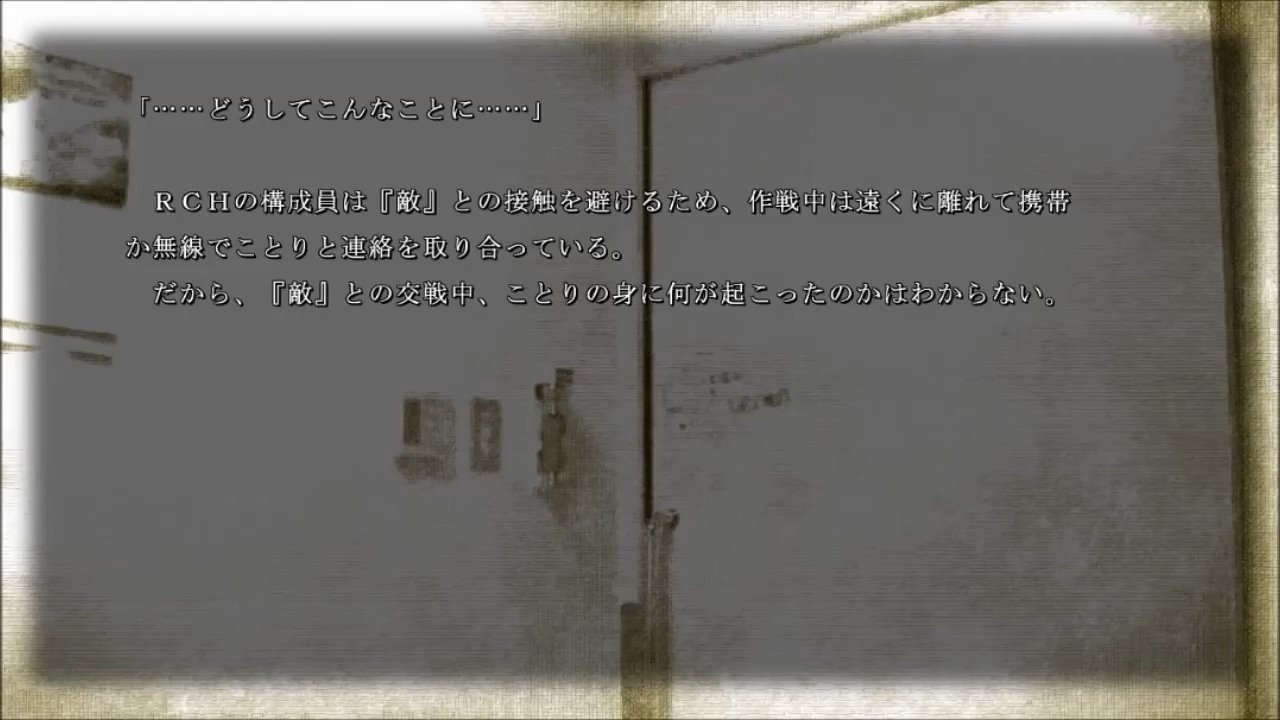 「……どうしてこんなことに……」
ＲＣＨの構成員は『敵』との接触を避けるため、作戦中は遠くに離れて携帯
か無線でことりと連絡を取り合っている。
だから、『敵』との交戦中、ことりの身に何が起こったのかはわからない。